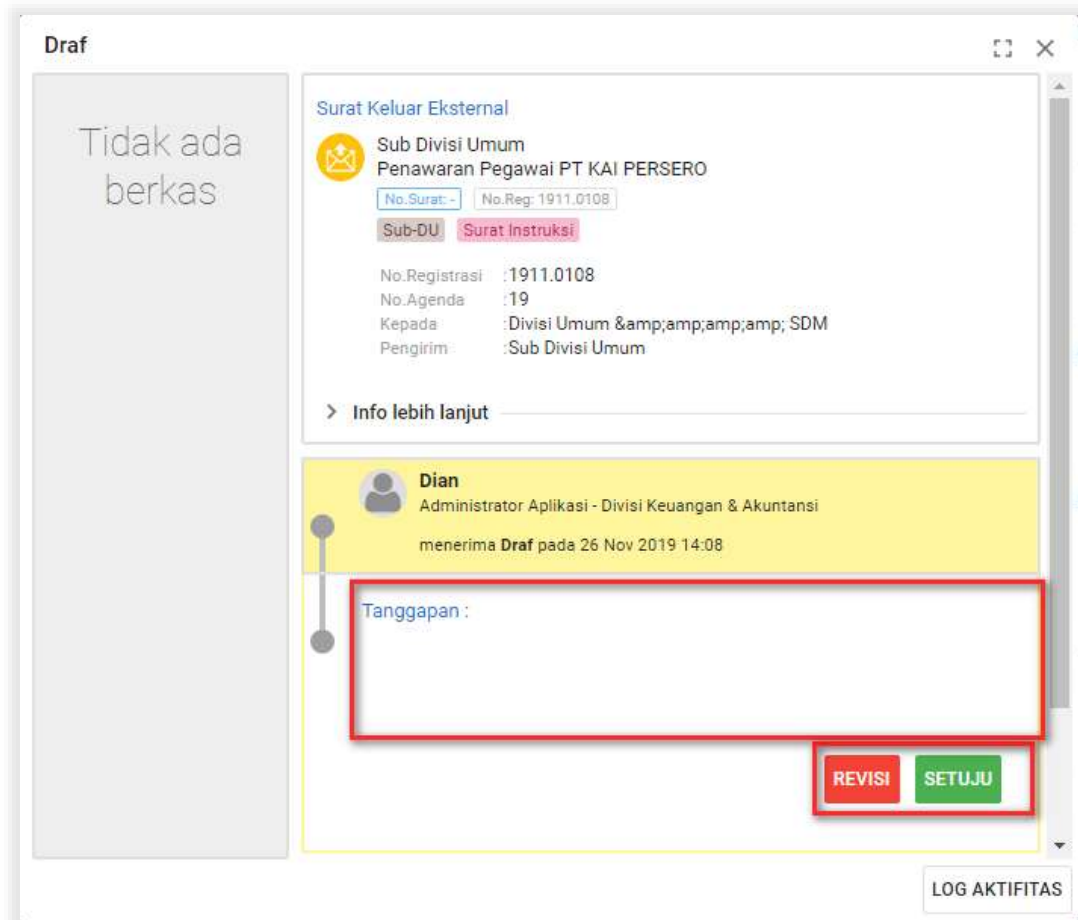 Draf
Tidak ada
berkas
Surat Keluar Eksternal
Sub Divisi Umum
Penawaran Pegawai PT KAI PERSERO
No.Surat: - No.Reg: 1911.0108
Sub-DU Surat Instruksi
No.Registrasi :1911.0108
No.Agenda :19
Kepada :Divisi Umum &amp;amp;amp;amp; SDM
Pengirim :Sub Divisi Umum
Info lebih lanjut
Dian
Administrator Aplikasi - Divisi Keuangan & Akuntansi
menerima Draf pada 26 Nov 2019 14:08
Tanggapan :
REVISI SETUJU
LOG AKTIFITAS